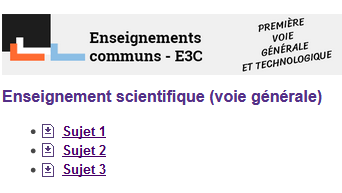 Enseignements
communs - E3C
PREMIÈRE
VOIE
GÉNÉRALE
ET TECHNOLOGIQUE
Enseignement scientifique (voie générale)
Sujet 1
Sujet 2
Sujet 3